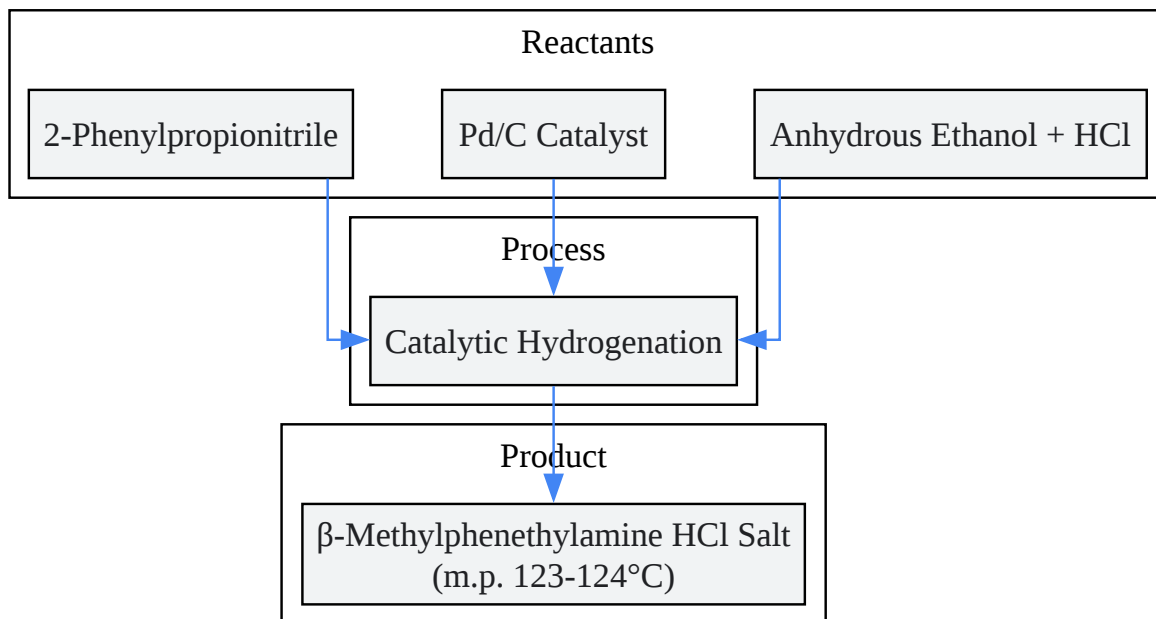 Reactants
2-Phenylpropionitrile
Pd/C Catalyst
Anhydrous Ethanol + HCl
Process
Catalytic Hydrogenation
Product
β-Methylphenethylamine HCl Salt
(m.p. 123-124°C)